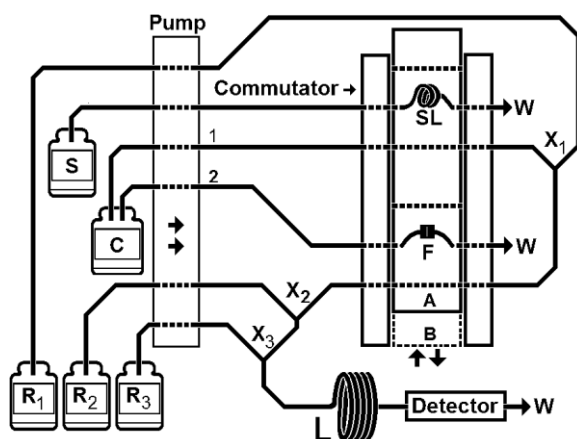 Pump
Commutator →
W
SL
1
X1
S
2
C
W
F
X2
A
X3
B
R1
R2
R3
L
Detector
W